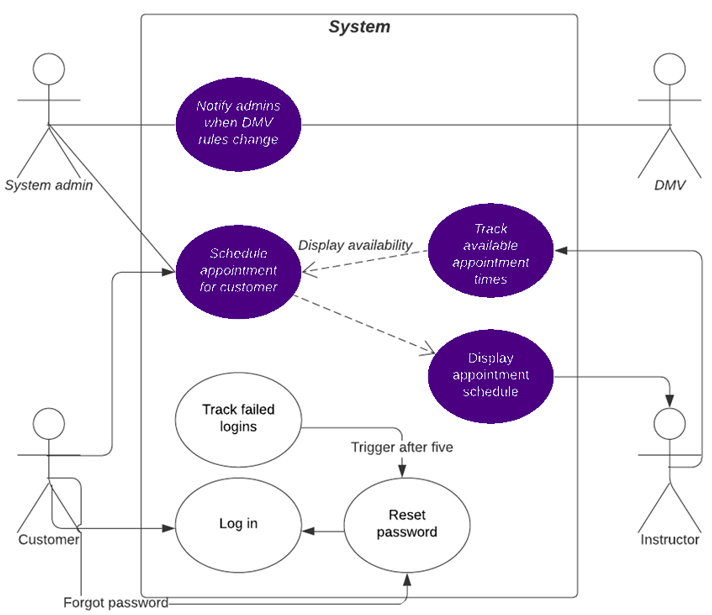 System
Notify admins
when DMV
rules change
System admin
DMV
Schedule
appointment
for customer
Display availability
Track
available
appointment
times
Display
appointment
schedule
Track failed
logins
Trigger after five
Customer
Log in
Reset
password
Instructor
Forgot password